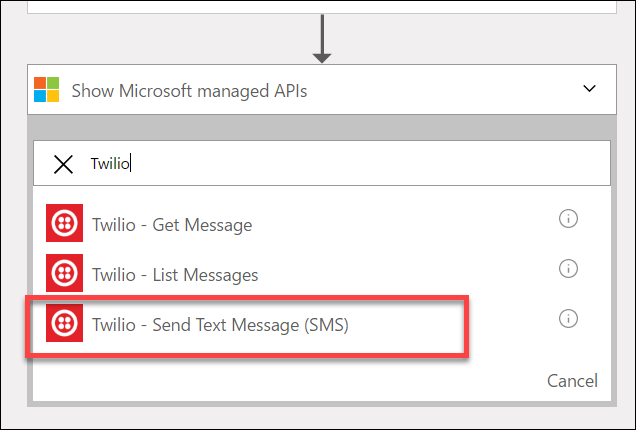 Show Microsoft managed APIs
Twilio
Twilio - Get Message
Twilio - List Messages
Twilio - Send Text Message (SMS)
Cancel